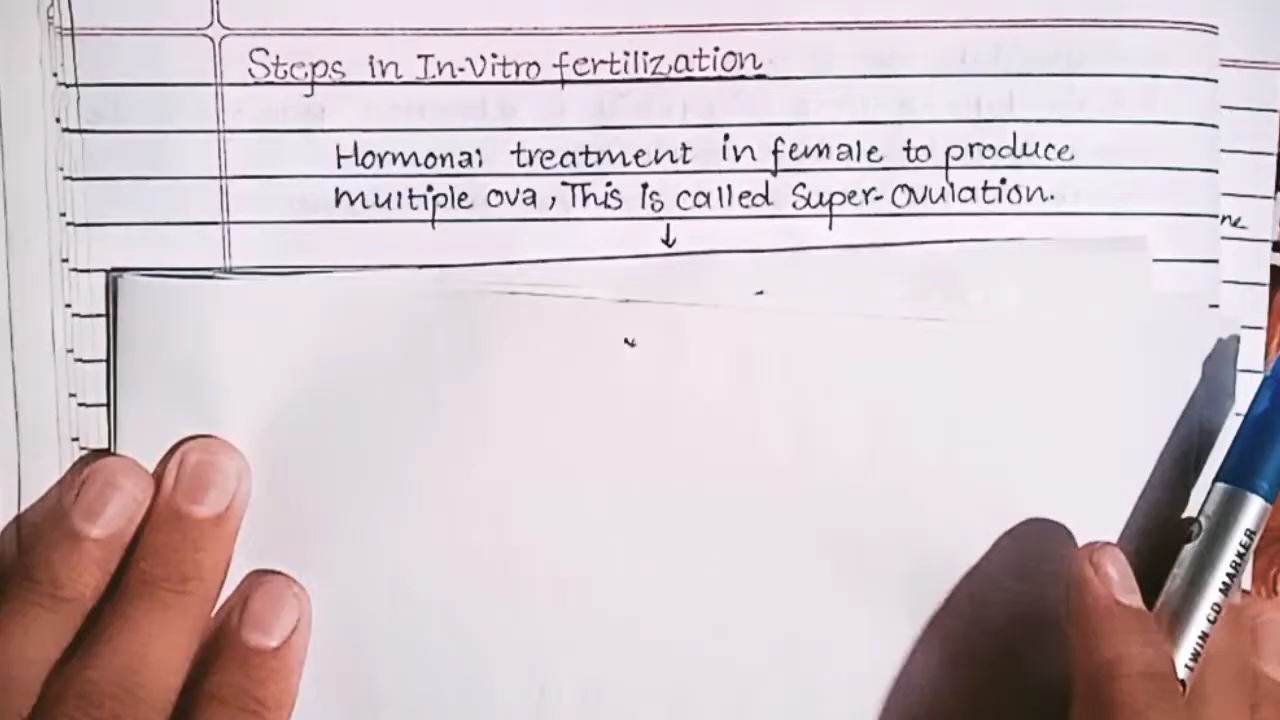 Steps in In-Vitro fertilization
Hormonal treatment in female to produce
multiple ova, This is called Super-Ovulation.
↓
ne
TWIN CD MARKER